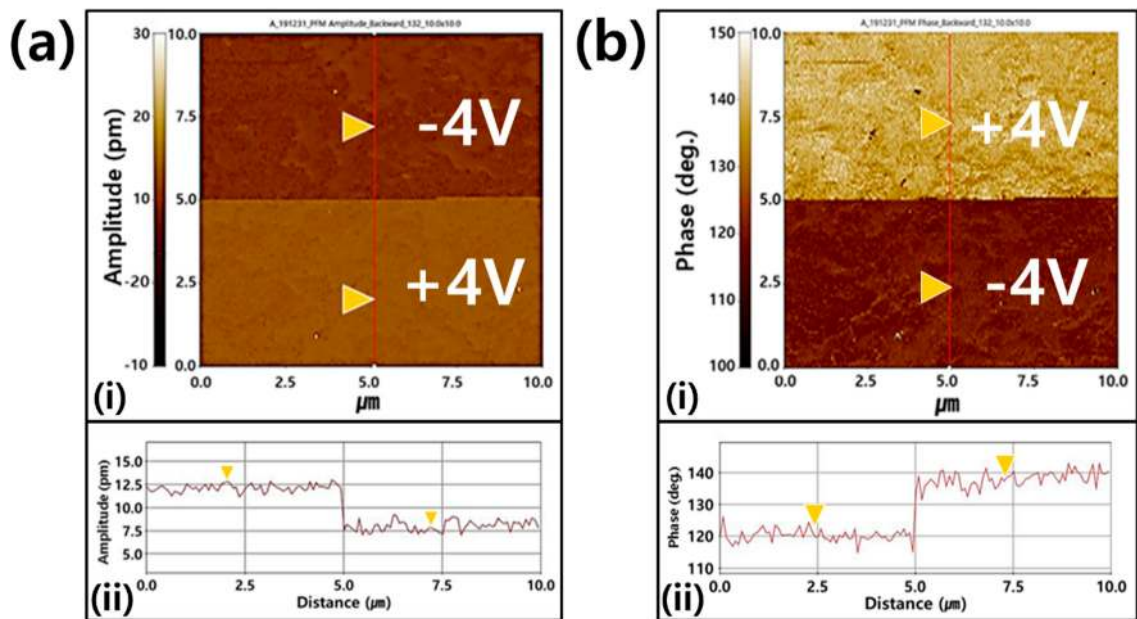 (a)
A_191231_PFM Amplitude_Backward_132_10.0x10.0
Amplitude (pm)
30
20
10
-20
-10
10.0
7.5
5.0
2.5
0.0
-4V
+4V
0.0 2.5 5.0 7.5 10.0
µm
(i)
Amplitude (pm)
15.0
12.5
10.0
7.5
5.0
0.0 2.5 5.0 7.5 10.0
Distance (µm)
(ii)
(b)
A_191231_PFM Phase_Backward_132_10.0x10.0
Phase (deg.)
150
140
130
125
120
110
100
10.0
7.5
5.0
2.5
0.0
+4V
-4V
0.0 2.5 5.0 7.5 10.0
µm
(i)
Phase (deg.)
140
130
120
110
0.0 2.5 5.0 7.5 10.0
Distance (µm)
(ii)